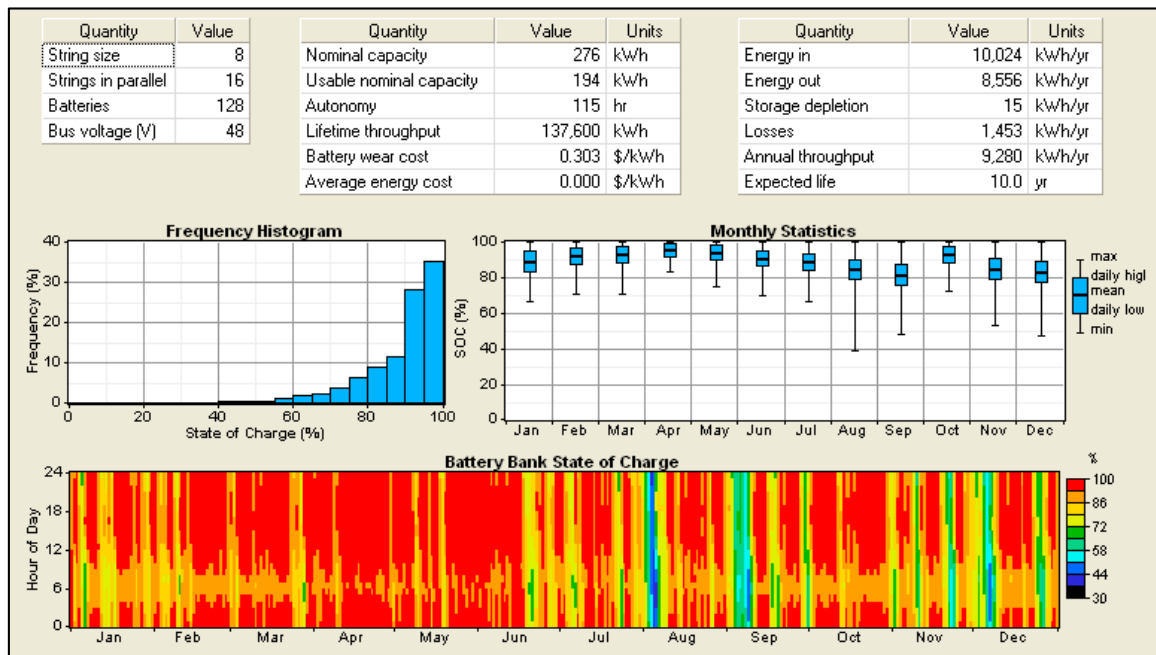 Quantity Value
String size 8
Strings in parallel 16
Batteries 128
Bus voltage (V) 48
Quantity Value Units
Nominal capacity 276 kWh
Usable nominal capacity 194 kWh
Autonomy 115 hr
Lifetime throughput 137,600 kWh
Battery wear cost 0.303 $/kWh
Average energy cost 0.000 $/kWh
Quantity Value Units
Energy in 10,024 kWh/yr
Energy out 8,556 kWh/yr
Storage depletion 15 kWh/yr
Losses 1,453 kWh/yr
Annual throughput 9,280 kWh/yr
Expected life 10.0 yr
Frequency Histogram
Frequency (%)
40
30
20
10
0
0 20 40 60 80 100
State of Charge (%)
Monthly Statistics
SOC (%)
100
80
60
40
20
0
Jan Feb Mar Apr May Jun Jul Aug Sep Oct Nov Dec
max
daily higl
mean
daily low
min
Battery Bank State of Charge
Hour of Day
24
18
12
6
0
Jan Feb Mar Apr May Jun Jul Aug Sep Oct Nov Dec
%
100
86
72
58
44
30